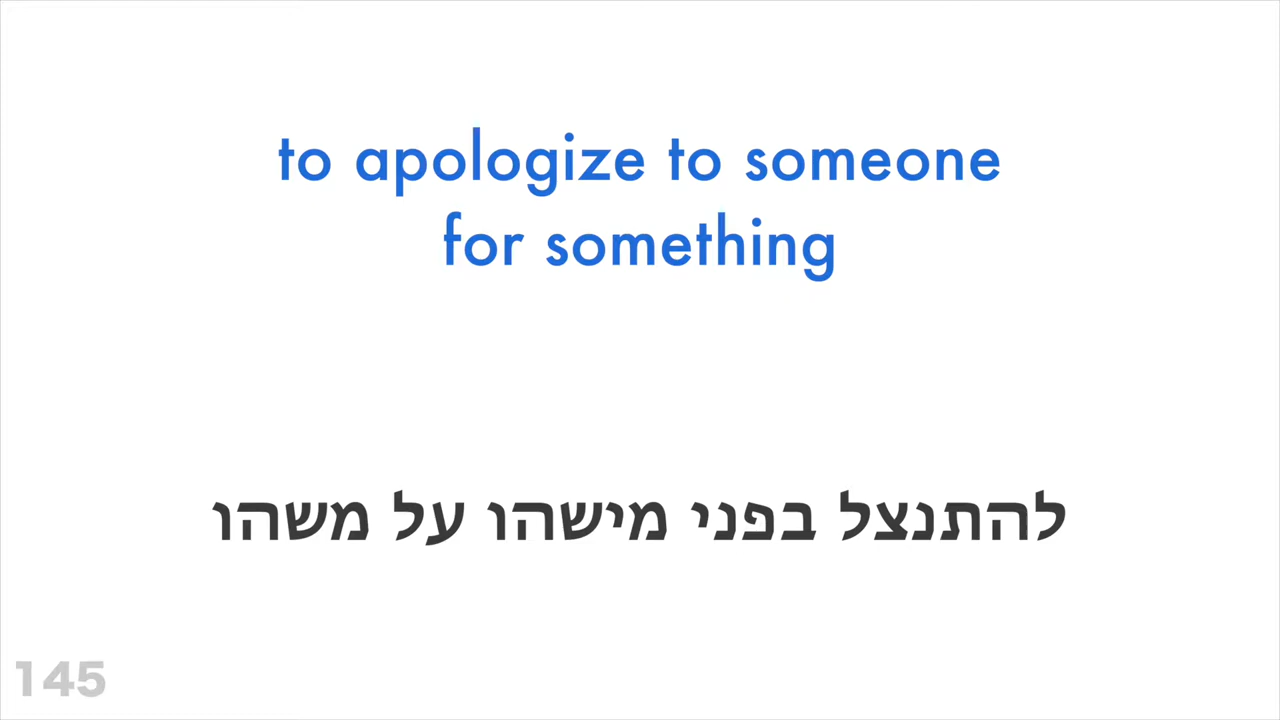 to apologize to someone
for something
להתנצל בפני מישהו על משהו
145